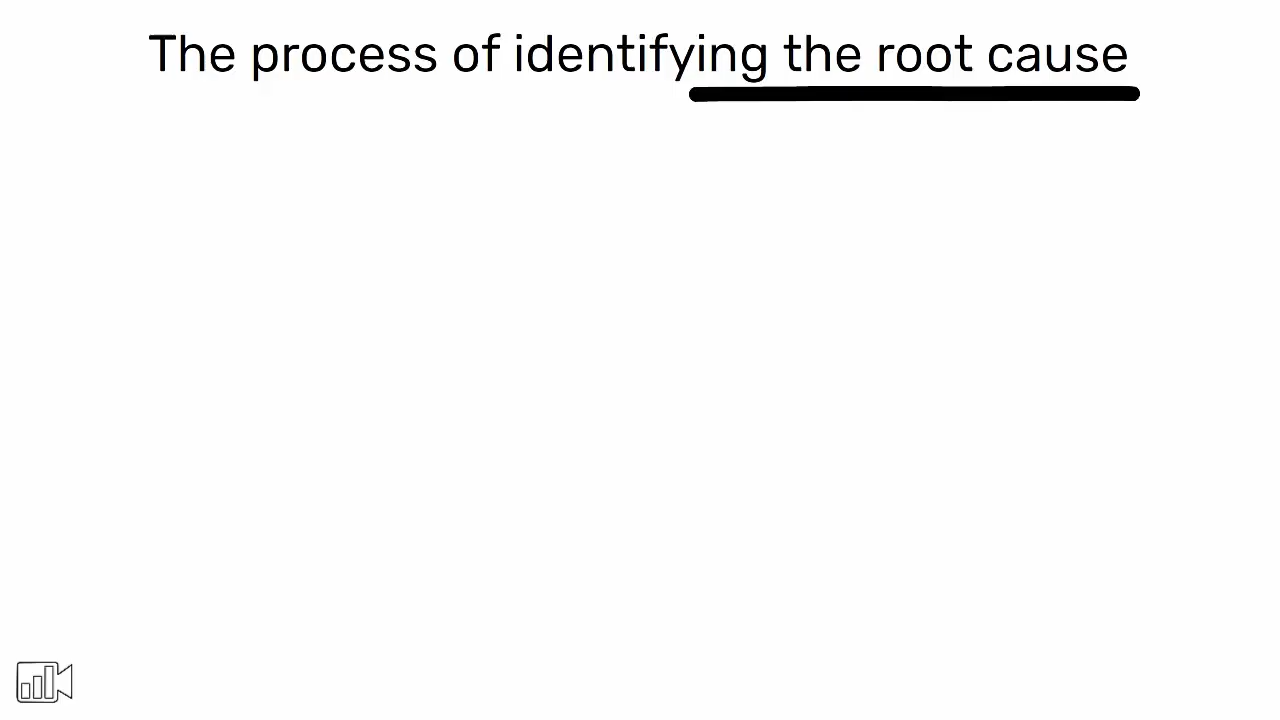 The process of identifying the root cause